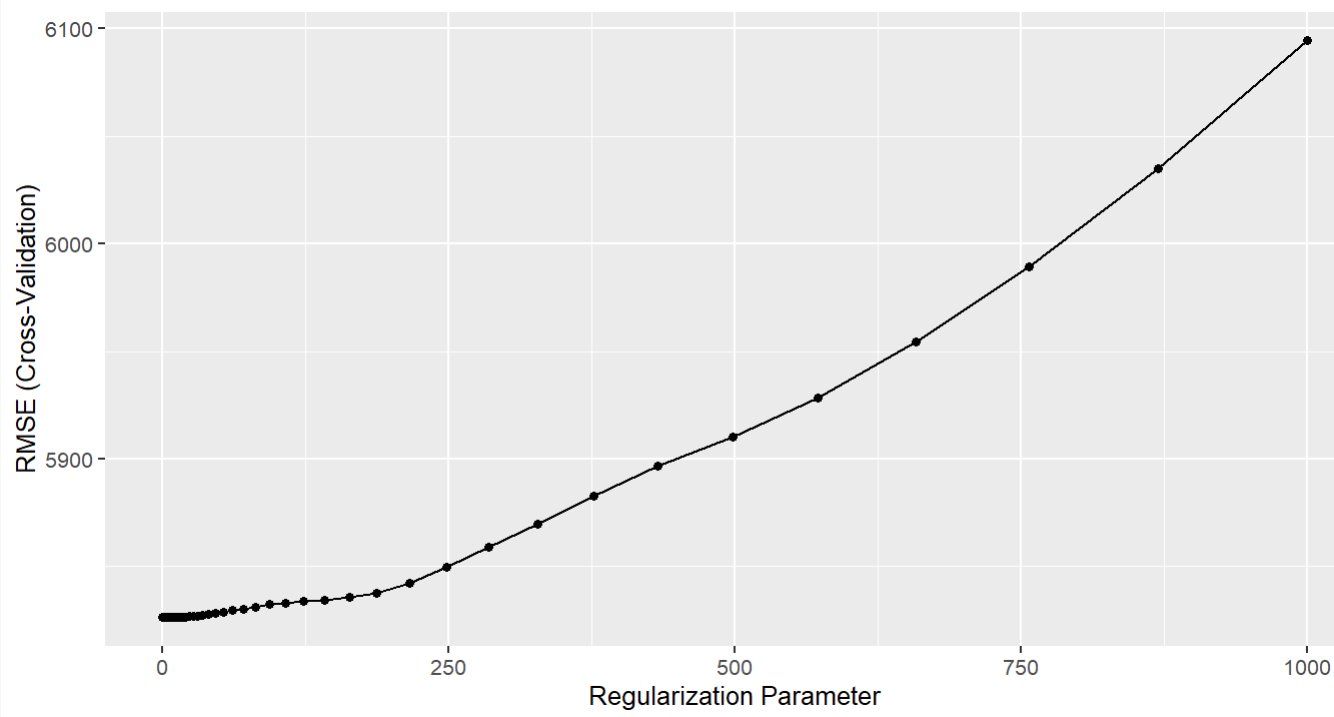 6100
6000
5900
RMSE (Cross-Validation)
0 250 500 750 1000
Regularization Parameter